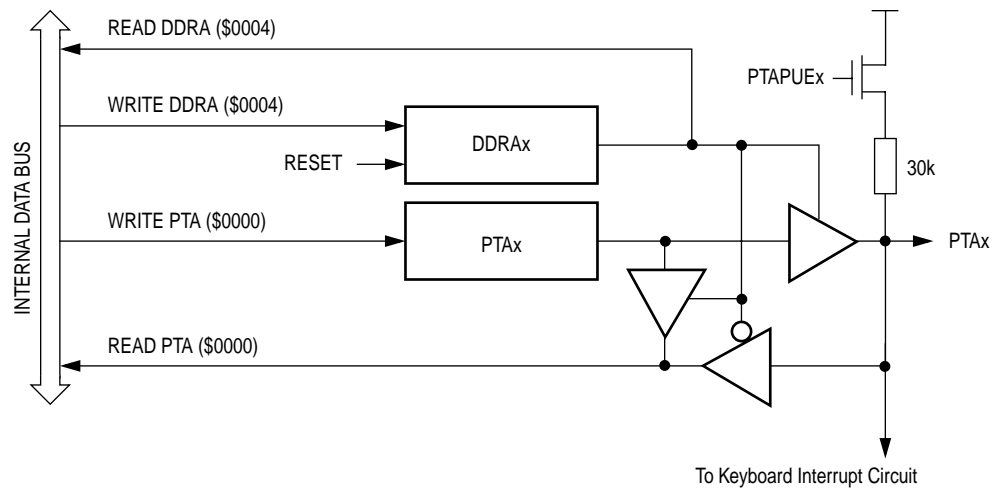 READ DDRA ($0004)
PTAPUEx
WRITE DDRA ($0004)
DDRAx
RESET
30k
INTERNAL DATA BUS
WRITE PTA ($0000)
PTAx
PTAx
READ PTA ($0000)
To Keyboard Interrupt Circuit